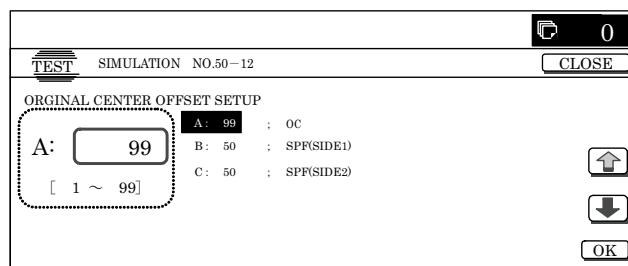 0
TEST SIMULATION NO.50－12 CLOSE
ORGINAL CENTER OFFSET SETUP
A: 99 ; OC
A: 99
B: 50 ; SPF(SIDE1)
C: 50 ; SPF(SIDE2)
[ 1 ～ 99]
OK